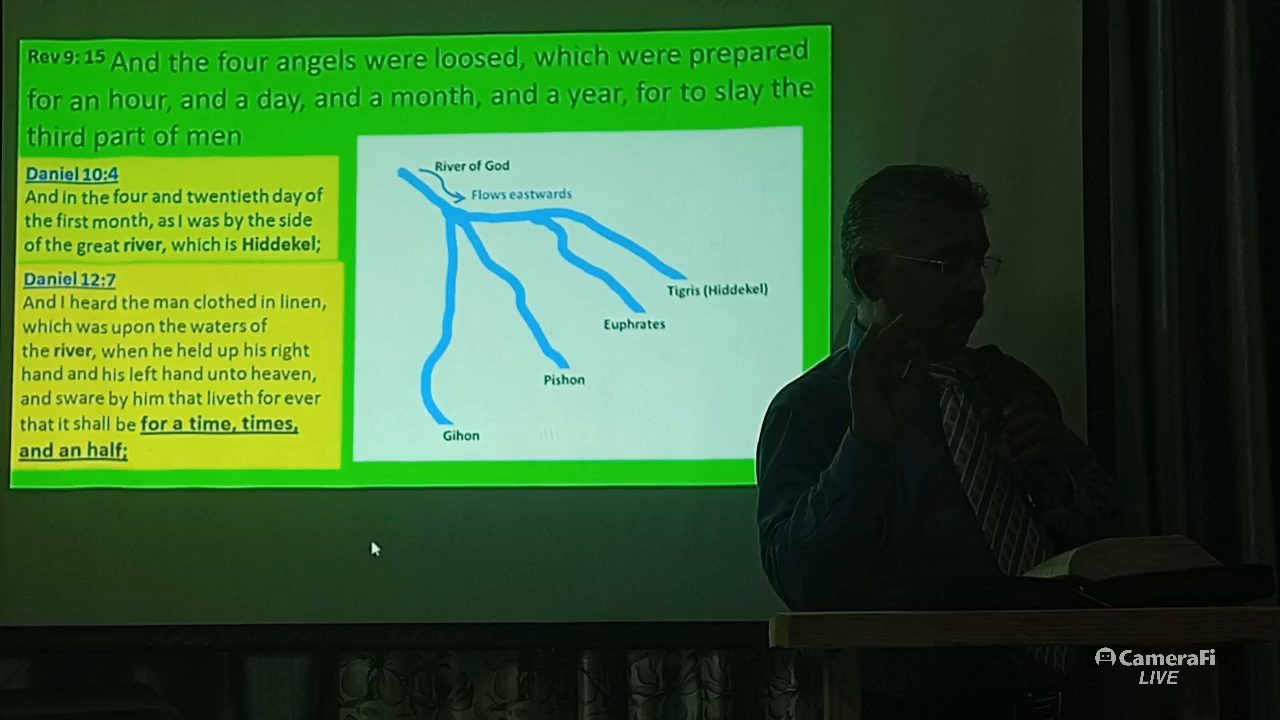 Rev 9: 15 And the four angels were loosed, which were prepared
for an hour, and a day, and a month, and a year, for to slay the
third part of men
Daniel 10:4
And in the four and twentieth day of
the first month, as I was by the side
of the great river, which is Hiddekel;
Daniel 12:7
And I heard the man clothed in linen,
which was upon the waters of
the river, when he held up his right
hand and his left hand unto heaven,
and sware by him that liveth for ever
that it shall be for a time, times,
and an half;
River of God
Flows eastwards
Tigris (Hiddekel)
Euphrates
Pishon
Gihon
CameraFi
LIVE